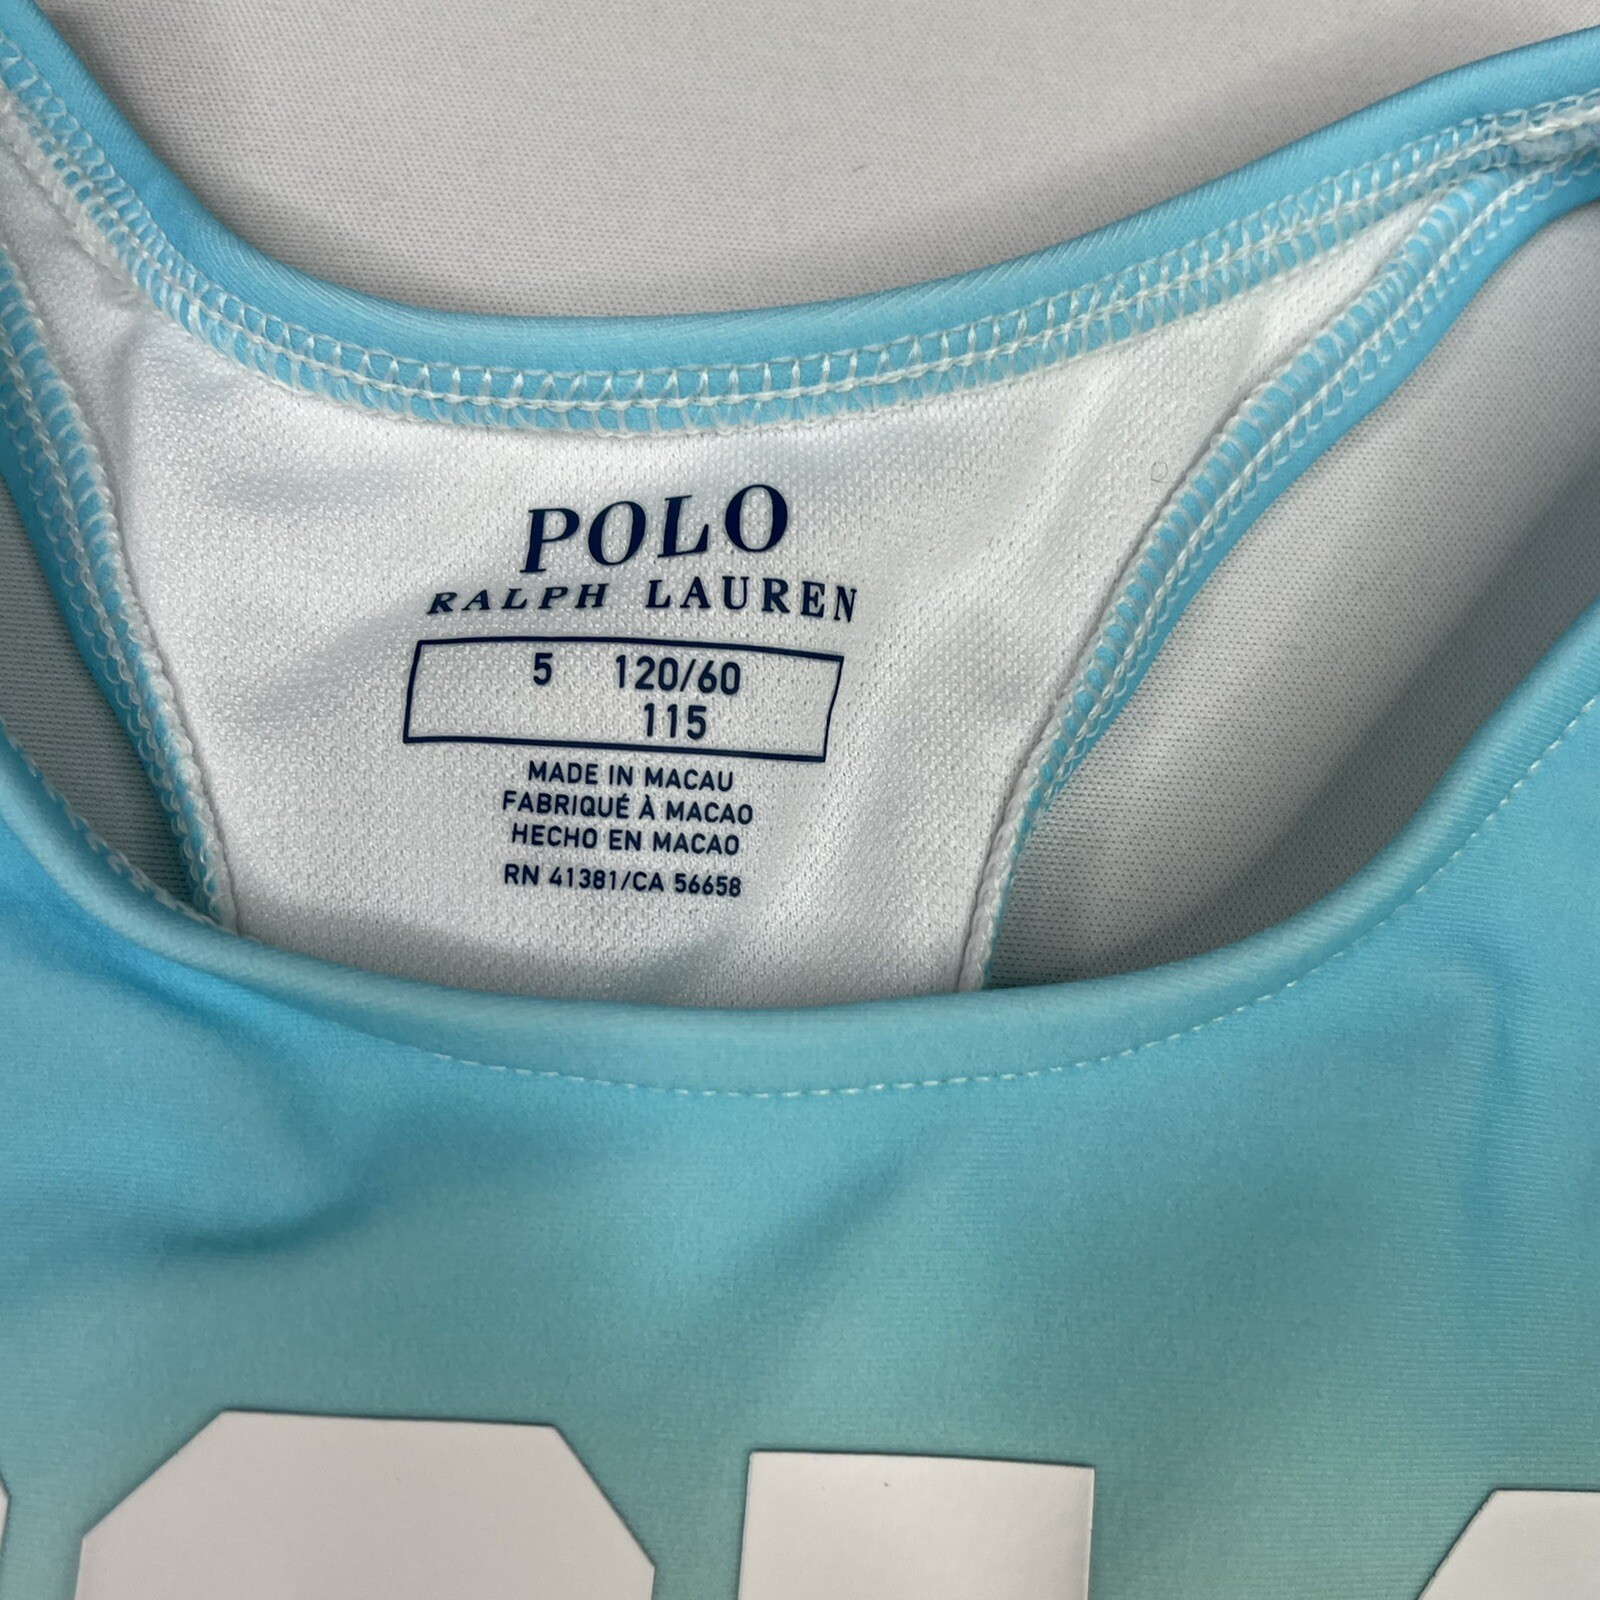 POLO
RALPH LAUREN
5 120/60
115
MADE IN MACAU
FABRIQUÉ À MACAO
HECHO EN MACAO
RN 41381/CA 56658